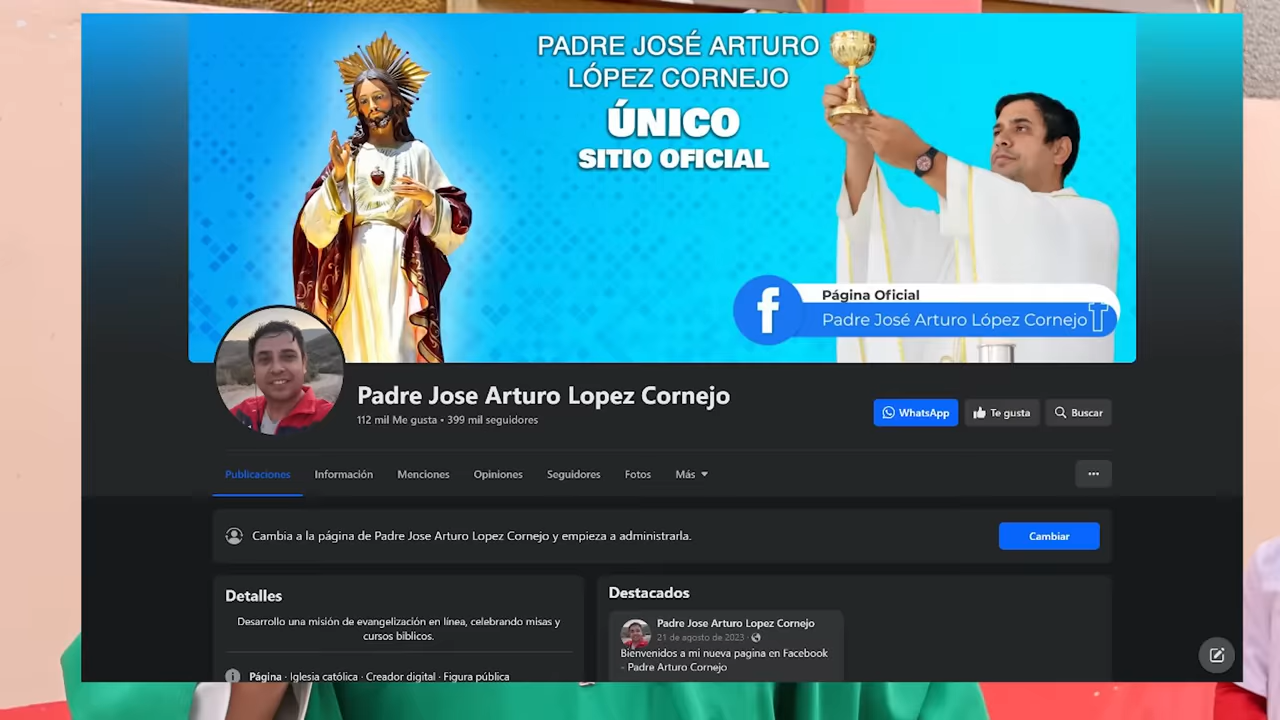 PADRE JOSÉ ARTURO
LÓPEZ CORNEJO
ÚNICO
SITIO OFICIAL
f
Página Oficial
Padre José Arturo López Cornejo
Padre Jose Arturo Lopez Cornejo
112 mil Me gusta • 399 mil seguidores
WhatsApp
Te gusta
Buscar
Publicaciones
Información
Menciones
Opiniones
Seguidores
Fotos
Más
Cambia a la página de Padre Jose Arturo Lopez Cornejo y empieza a administrarla.
Cambiar
Detalles
Desarrollo una misión de evangelización en línea, celebrando misas y
cursos bíblicos.
Página · Iglesia católica · Creador digital · Figura pública
Destacados
Padre Jose Arturo Lopez Cornejo
21 de agosto de 2023 ·
Bienvenidos a mi nueva pagina en Facebook
- Padre Arturo Cornejo